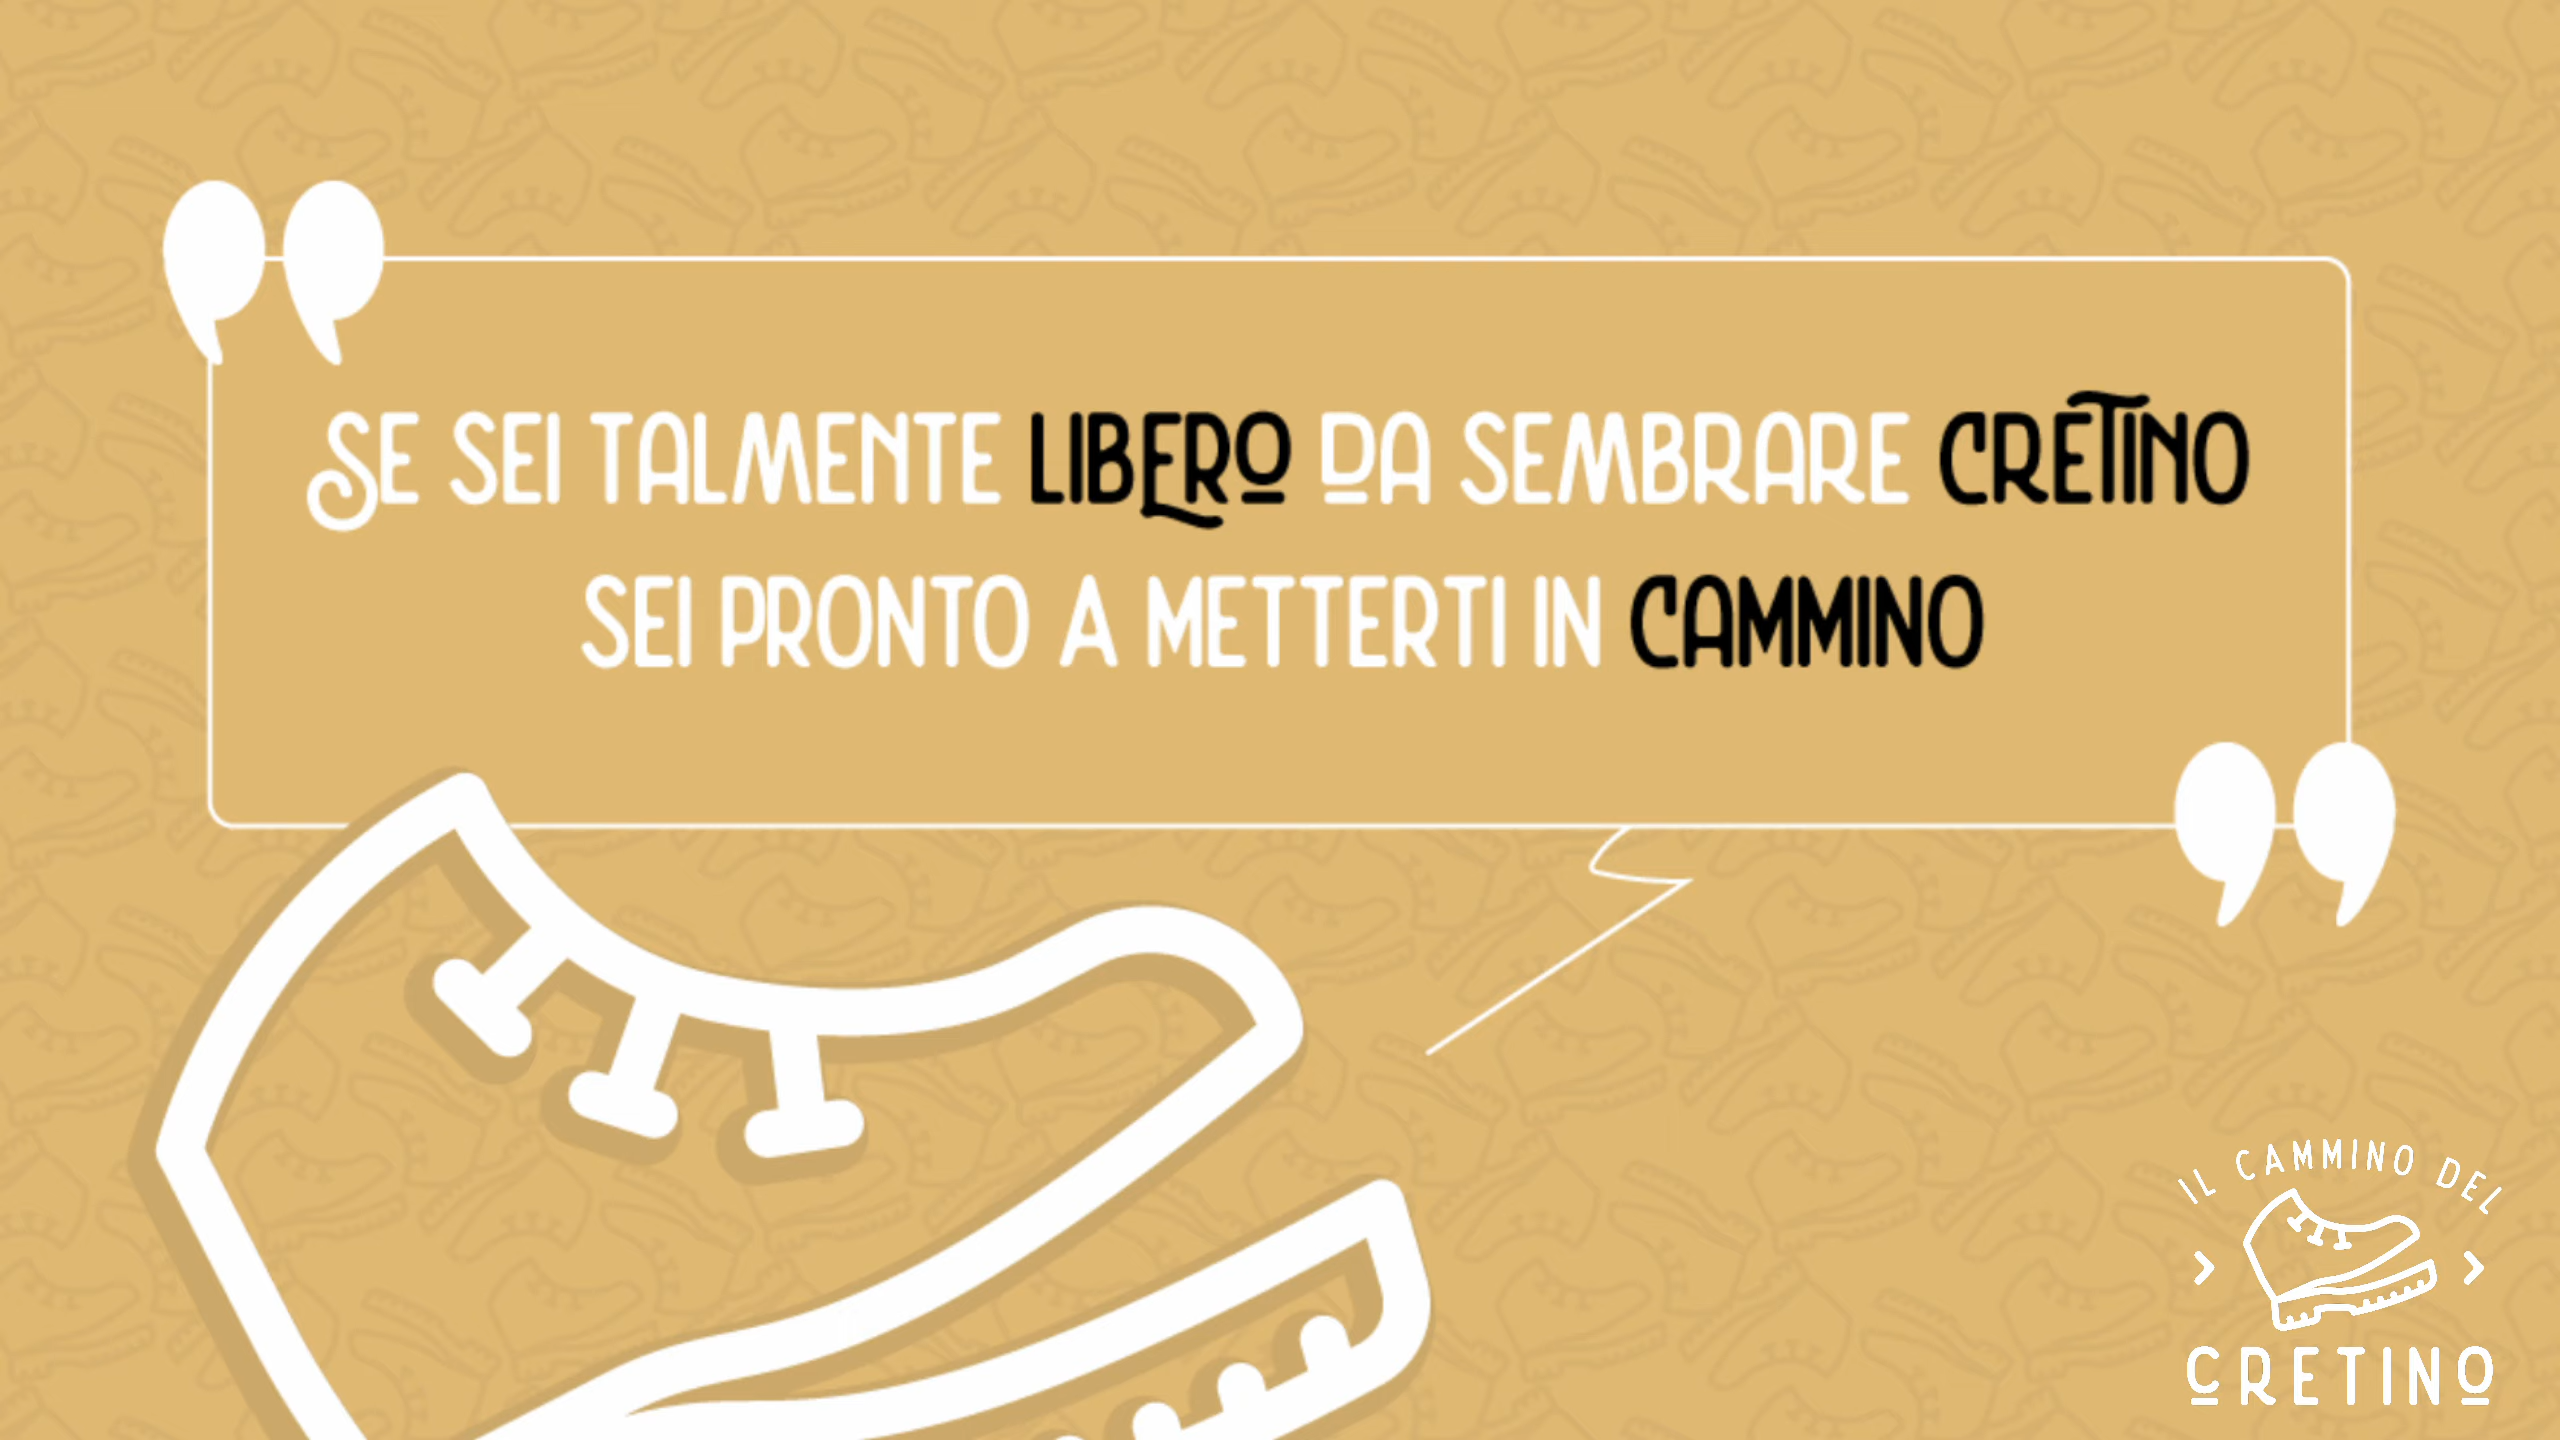 SE SEI TALMENTE LIBERO DA SEMBRARE CRETINO
SEI PRONTO A METTERTI IN CAMMINO
IL CAMMINO DEL
CRETINO